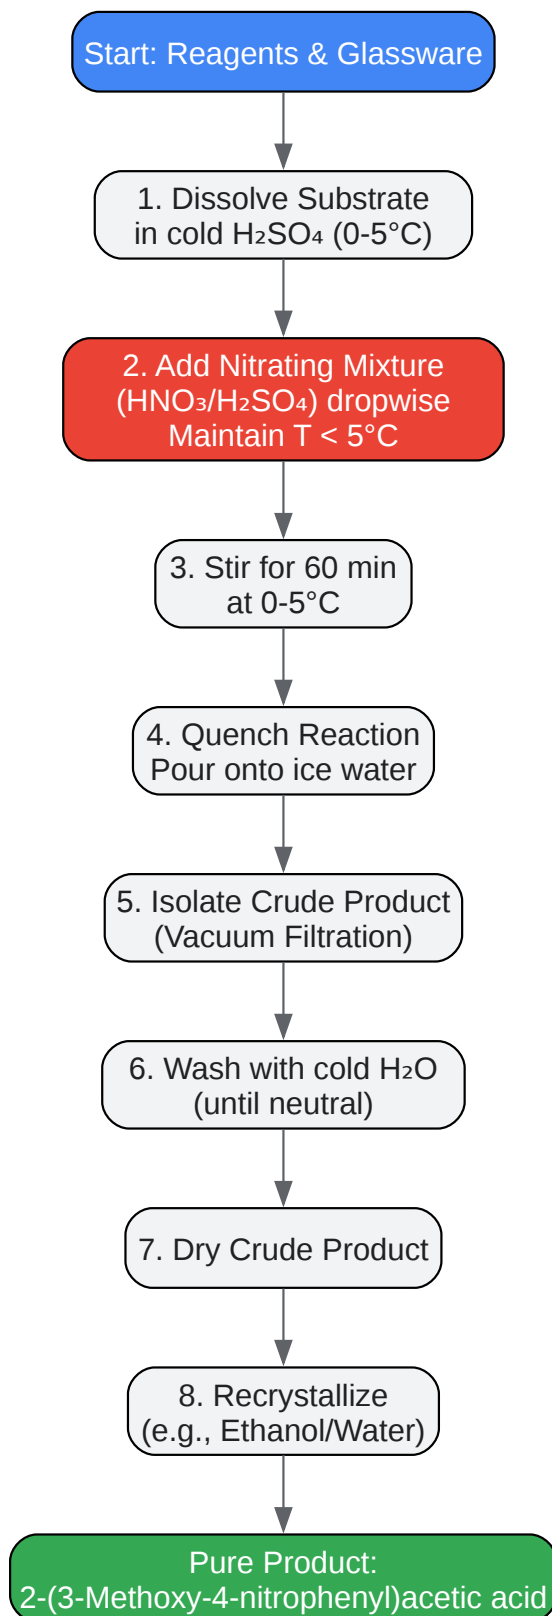 Start: Reagents & Glassware
1. Dissolve Substrate
in cold H₂SO₄ (0-5°C)
2. Add Nitrating Mixture
(HNO₃/H₂SO₄) dropwise
Maintain T < 5°C
3. Stir for 60 min
at 0-5°C
4. Quench Reaction
Pour onto ice water
5. Isolate Crude Product
(Vacuum Filtration)
6. Wash with cold H₂O
(until neutral)
7. Dry Crude Product
8. Recrystallize
(e.g., Ethanol/Water)
Pure Product:
2-(3-Methoxy-4-nitrophenyl)acetic acid